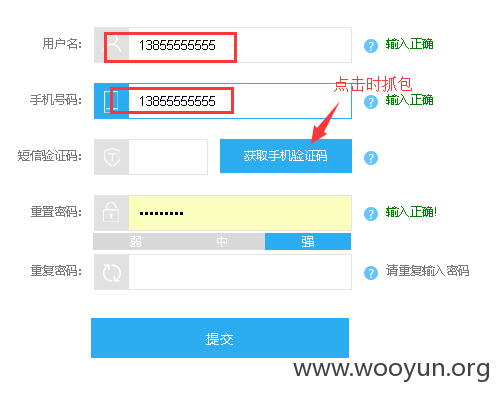 用户名: 13855555555 ? 输入正确
点击时抓包
手机号码: 13855555555 ? 输入正确
短信验证码: 获取手机验证码 ?
重置密码: ••••••••• ? 输入正确!
弱 中 强
重复密码: ? 请重复输入密码
提交
www.wooyun.org